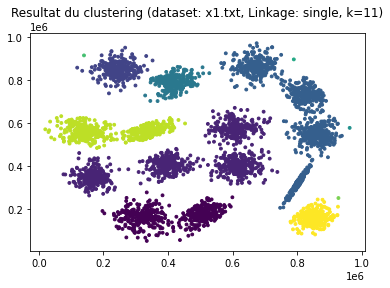 Resultat du clustering (dataset: x1.txt, Linkage: single, k=11)
1e6
1.0
0.8
0.6
0.4
0.2
0.0 0.2 0.4 0.6 0.8 1.0
1e6